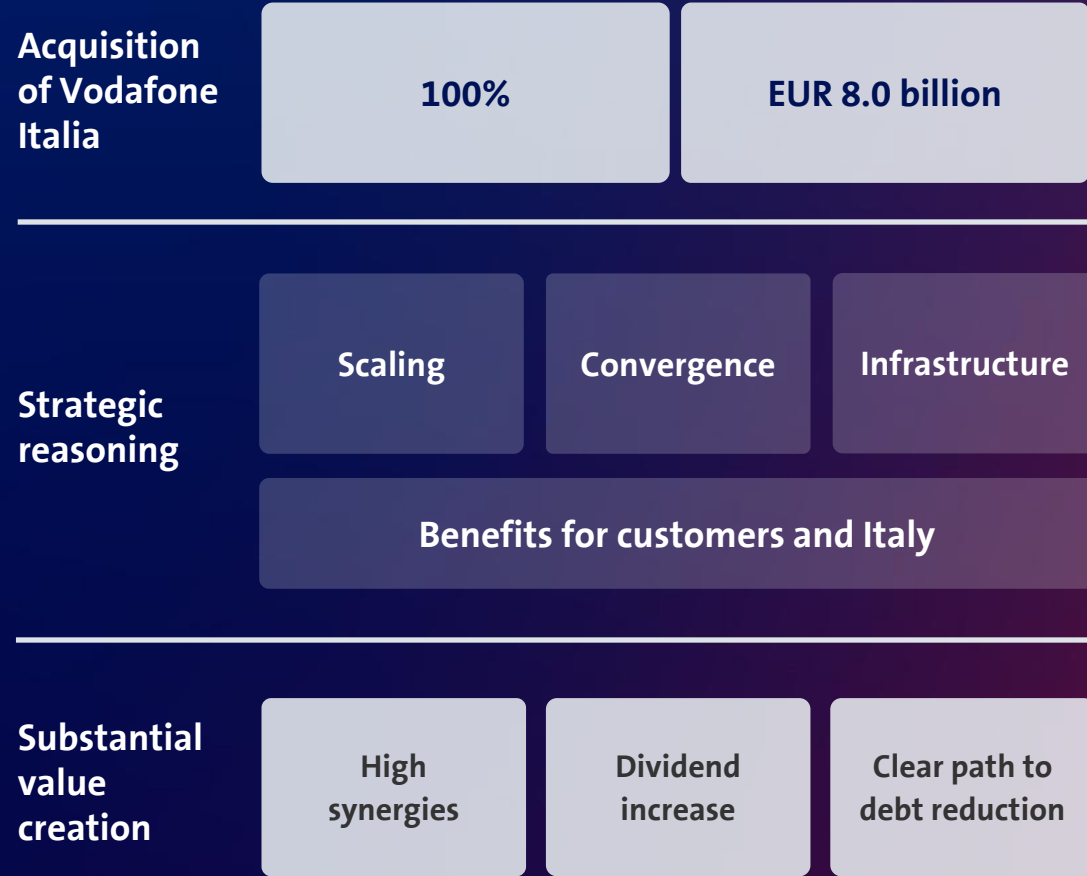 Acquisition
of Vodafone
Italia
100%
EUR 8.0 billion
Strategic
reasoning
Scaling
Convergence
Infrastructure
Benefits for customers and Italy
Substantial
value
creation
High
synergies
Dividend
increase
Clear path to
debt reduction